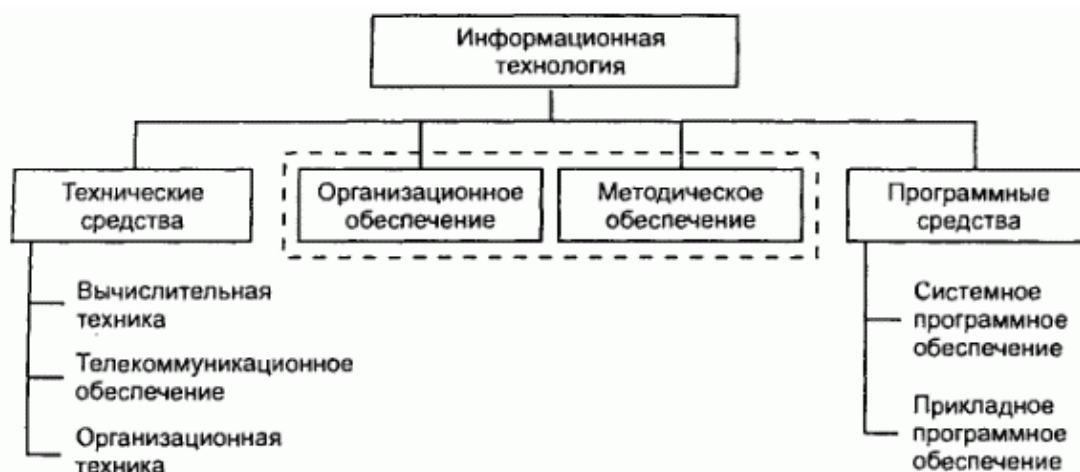 Информационная
технология
Технические
средства
Организационное
обеспечение
Методическое
обеспечение
Программные
средства
Вычислительная
техника
Телекоммуникационное
обеспечение
Организационная
техника
Системное
программное
обеспечение
Прикладное
программное
обеспечение